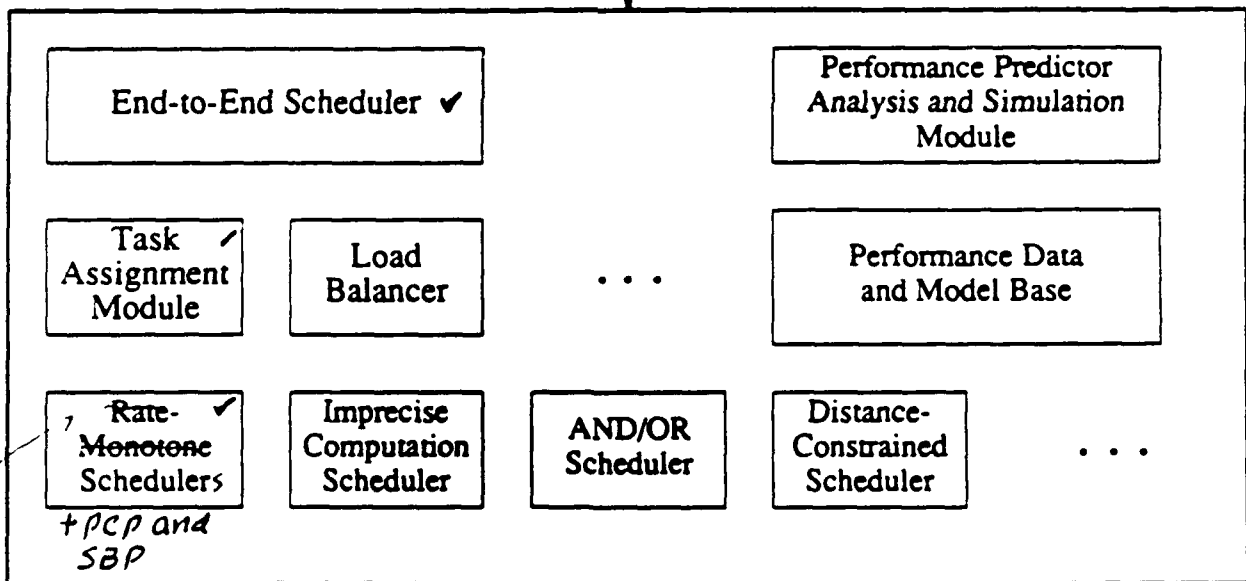 End-to-End Scheduler ✔
Performance Predictor
Analysis and Simulation
Module
Task
Assignment
Module
Load
Balancer
. . .
Performance Data
and Model Base
Rate-
Monotone
Schedulers
+ PCP and
SBP
Imprecise
Computation
Scheduler
AND/OR
Scheduler
Distance-
Constrained
Scheduler
. . .